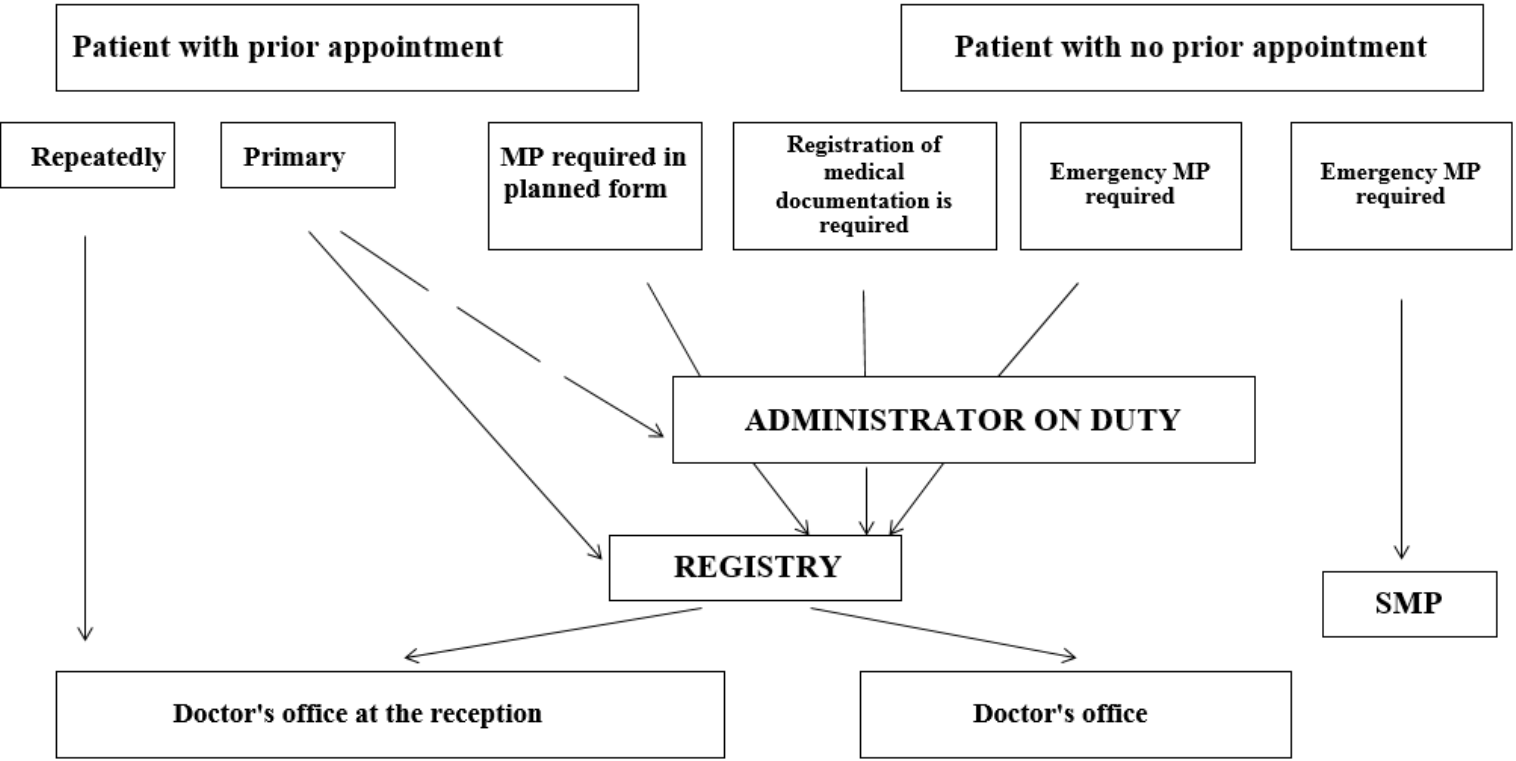 Patient with prior appointment
Patient with no prior appointment
Repeatedly
Primary
MP required in
planned form
Registration of
medical
documentation is
required
Emergency MP
required
Emergency MP
required
ADMINISTRATOR ON DUTY
REGISTRY
SMP
Doctor's office at the reception
Doctor's office